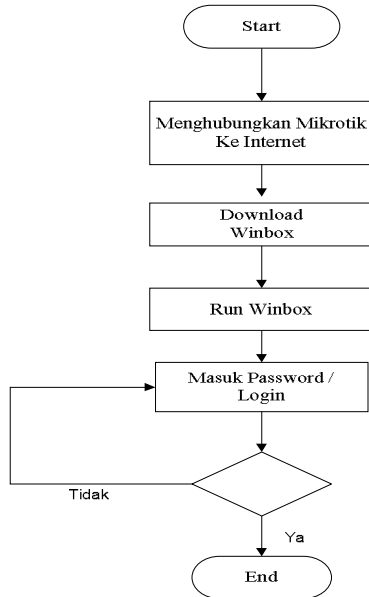 Start
Menghubungkan Mikrotik
Ke Internet
Download
Winbox
Run Winbox
Masuk Password /
Login
Tidak
Ya
End